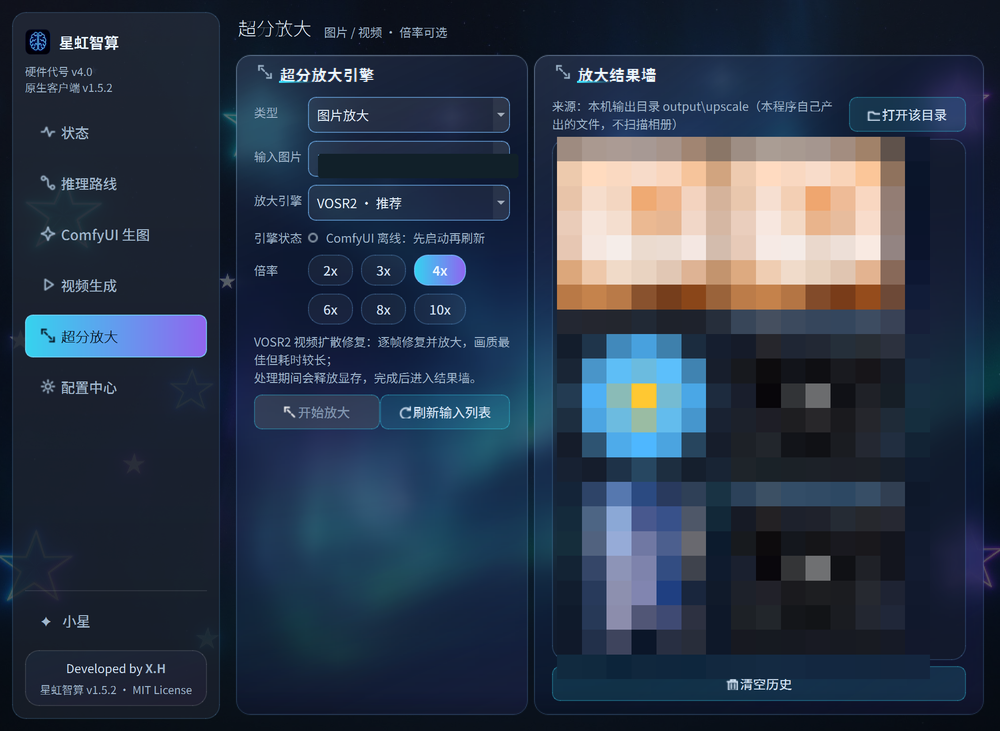 星虹智算
硬件代号 v4.0
原生客户端 v1.5.2
状态
推理路线
ComfyUI 生图
视频生成
超分放大
配置中心
小星
Developed by X.H
星虹智算 v1.5.2 • MIT License
超分放大 图片 / 视频 • 倍率可选
超分放大引擎
类型 图片放大
输入图片
放大引擎 VOSR2 • 推荐
引擎状态 ComfyUI 离线：先启动再刷新
倍率 2x 3x 4x
6x 8x 10x
VOSR2 视频扩散修复：逐帧修复并放大，画质最
佳但耗时较长；
处理期间会释放显存，完成后进入结果墙。
开始放大 刷新输入列表
放大结果墙
来源：本机输出目录 output\upscale（本程序自己产
出的文件，不扫描相册）
打开该目录
清空历史